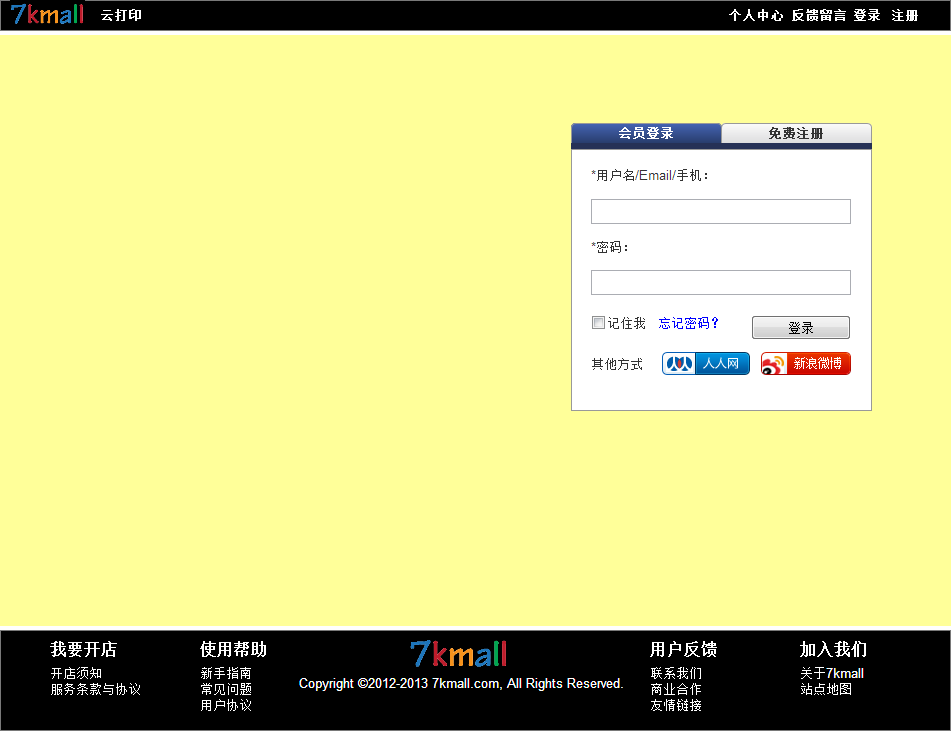 7kmall 云打印 个人中心 反馈留言 登录 注册
会员登录 免费注册
*用户名/Email/手机：
*密码：
记住我 忘记密码? 登录
其他方式 人人网 新浪微博
我要开店
开店须知
服务条款与协议
使用帮助
新手指南
常见问题
用户协议
7kmall
Copyright ©2012-2013 7kmall.com, All Rights Reserved.
用户反馈
联系我们
商业合作
友情链接
加入我们
关于7kmall
站点地图